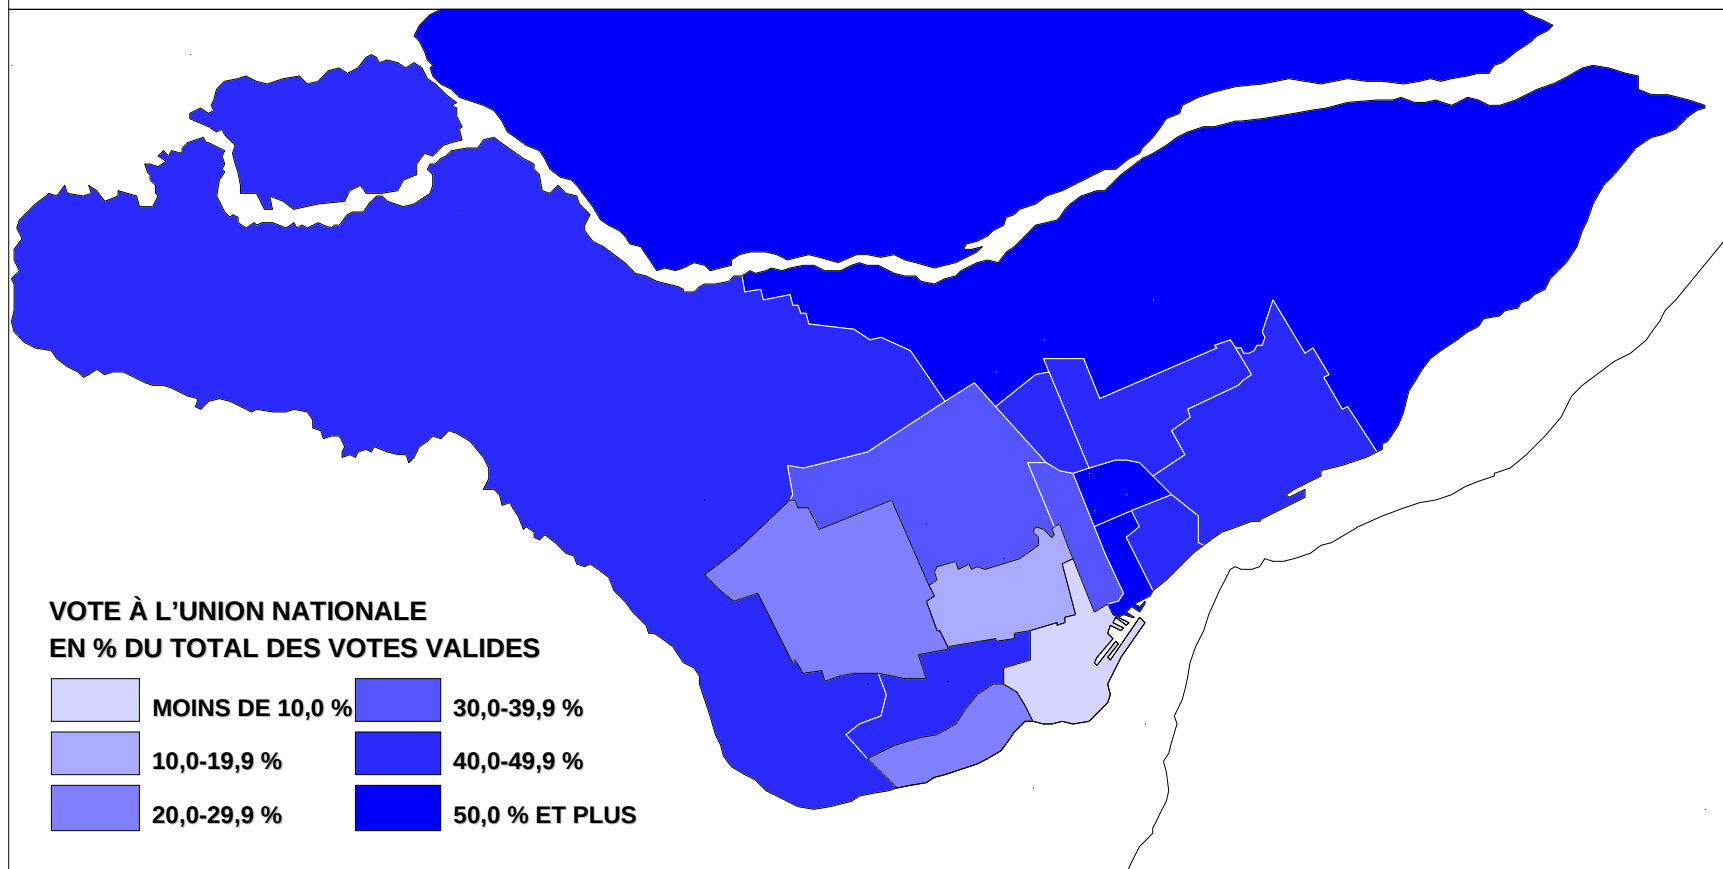 VOTE À L’UNION NATIONALE
EN % DU TOTAL DES VOTES VALIDES
MOINS DE 10,0 %
10,0-19,9 %
20,0-29,9 %
30,0-39,9 %
40,0-49,9 %
50,0 % ET PLUS